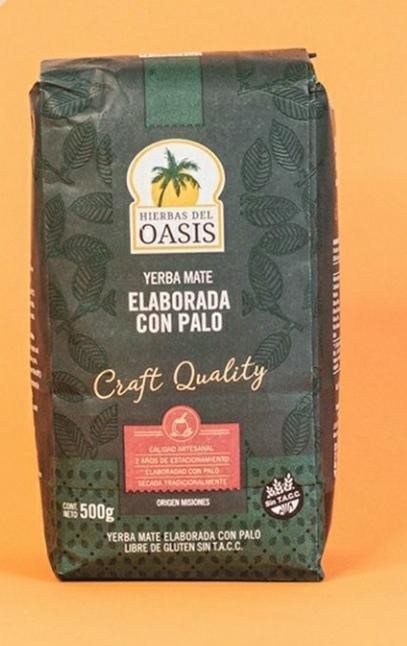 HIERBAS DEL
OASIS
YERBA MATE
ELABORADA
CON PALO
Craft Quality
CALIDAD ARTESANAL
2 AÑOS DE ESTACIONAMIENTO
ELABORADAO CON PALO
SECADA TRADICIONALMENTE
ORIGEN MISIONES
CONT. NETO 500g
Sin T.A.C.C.
YERBA MATE ELABORADA CON PALO
LIBRE DE GLUTEN SIN T.A.C.C.